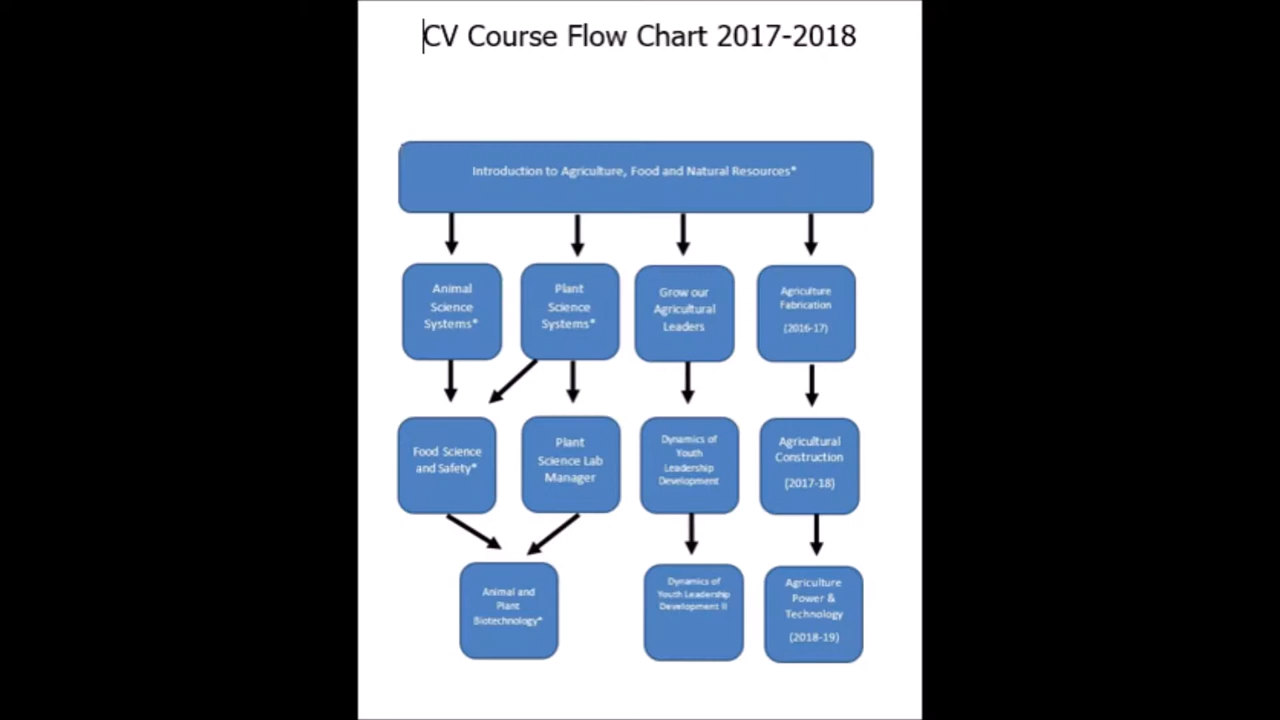 CV Course Flow Chart 2017-2018
Introduction to Agriculture, Food and Natural Resources*
Animal
Science
Systems*
Plant
Science
Systems*
Grow our
Agricultural
Leaders
Agriculture
Fabrication
(2016-17)
Food Science
and Safety*
Plant
Science Lab
Manager
Dynamics of
Youth
Leadership
Development
Agricultural
Construction
(2017-18)
Animal and
Plant
Biotechnology*
Dynamics of
Youth Leadership
Development II
Agriculture
Power &
Technology
(2018-19)